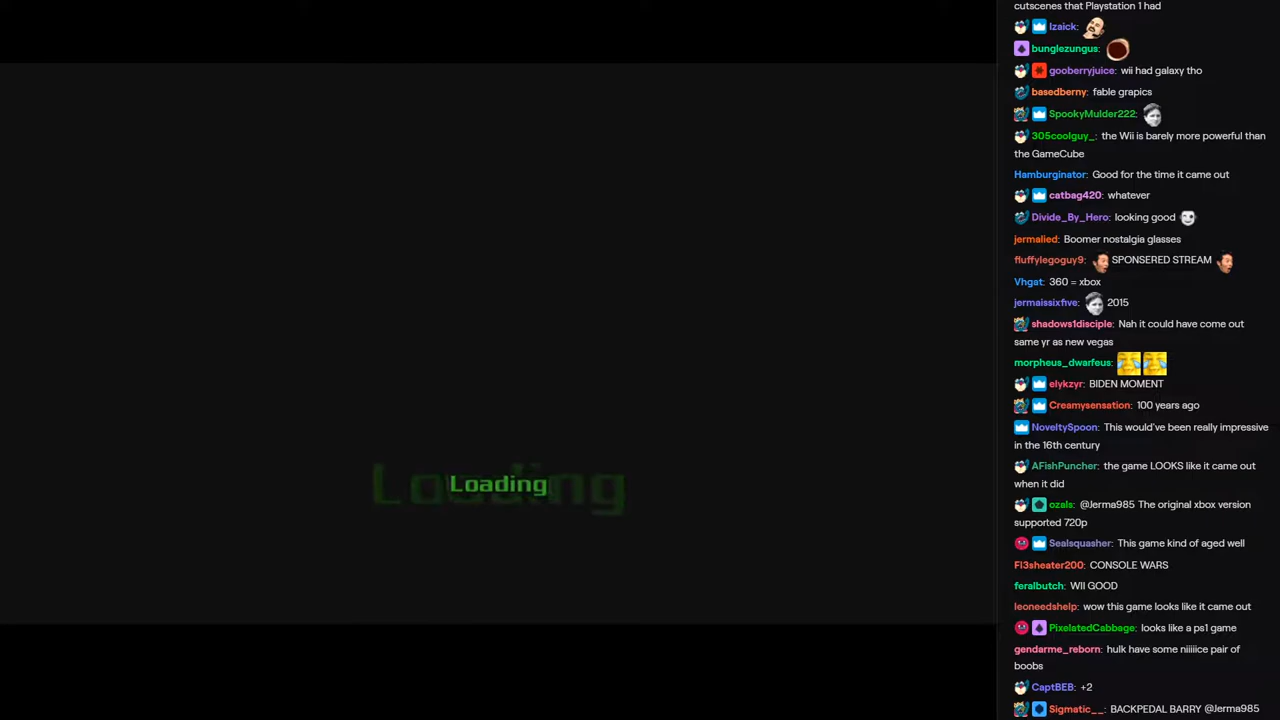 Loading
cutscenes that Playstation 1 had
Izaick:
bunglezungus:
gooberryjuice: wii had galaxy tho
basedberny: fable grapics
SpookyMulder222:
305coolguy_: the Wii is barely more powerful than
the GameCube
Hamburginator: Good for the time it came out
catbag420: whatever
Divide_By_Hero: looking good
jermalied: Boomer nostalgia glasses
fluffylegoguy9: SPONSERED STREAM
Vhgat: 360 = xbox
jermaissixfive: 2015
shadows1disciple: Nah it could have come out
same yr as new vegas
morpheus_dwarfeus:
elykzyr: BIDEN MOMENT
Creamysensation: 100 years ago
NoveltySpoon: This would've been really impressive
in the 16th century
AFishPuncher: the game LOOKS like it came out
when it did
ozals: @Jerma985 The original xbox version
supported 720p
Sealsquasher: This game kind of aged well
Fl3sheater200: CONSOLE WARS
feralbutch: WII GOOD
leoneedshelp: wow this game looks like it came out
PixelatedCabbage: looks like a ps1 game
gendarme_reborn: hulk have some niiiiice pair of
boobs
CaptBEB: +2
Sigmatic__: BACKPEDAL BARRY @Jerma985